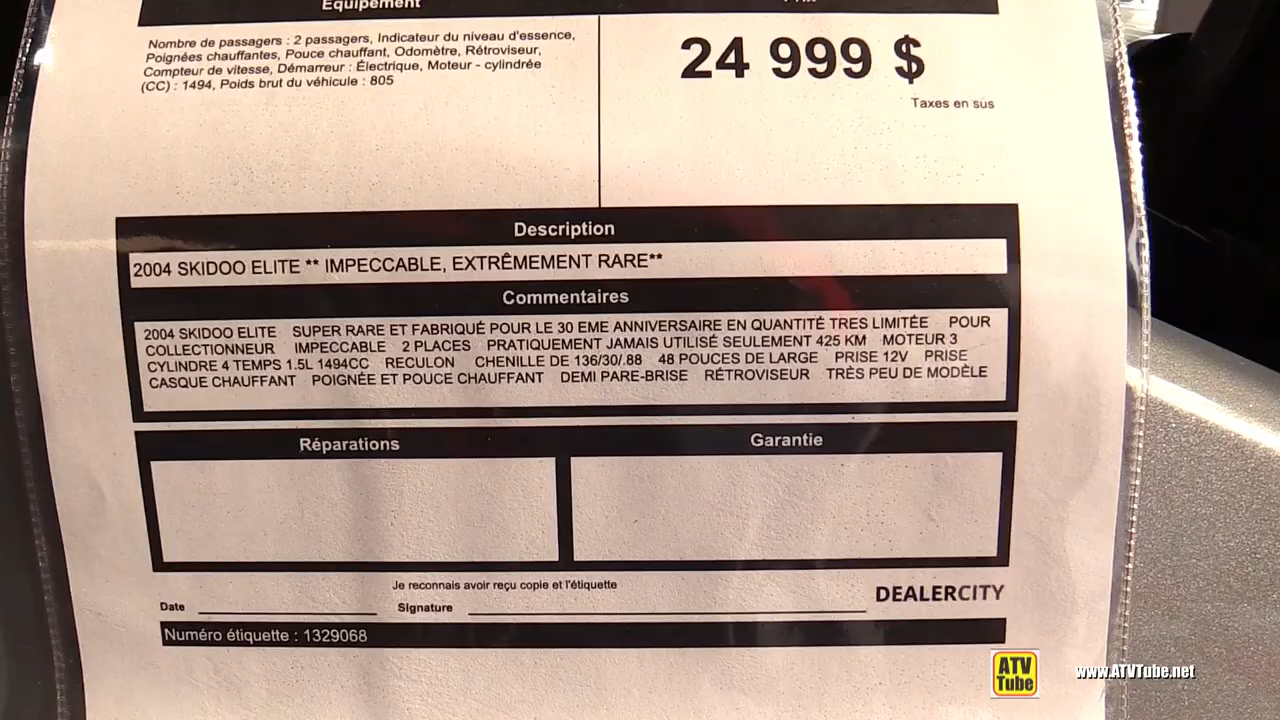 Équipement
Nombre de passagers : 2 passagers, Indicateur du niveau d'essence,
Poignées chauffantes, Pouce chauffant, Odomètre, Rétroviseur,
Compteur de vitesse, Démarreur : Électrique, Moteur - cylindrée
(CC) : 1494, Poids brut du véhicule : 805
24 999 $
Taxes en sus
Description
2004 SKIDOO ELITE ** IMPECCABLE, EXTRÊMEMENT RARE**
Commentaires
2004 SKIDOO ELITE SUPER RARE ET FABRIQUÉ POUR LE 30 EME ANNIVERSAIRE EN QUANTITÉ TRES LIMITÉE POUR
COLLECTIONNEUR IMPECCABLE 2 PLACES PRATIQUEMENT JAMAIS UTILISÉ SEULEMENT 425 KM MOTEUR 3
CYLINDRE 4 TEMPS 1.5L 1494CC RECULON CHENILLE DE 136/30/.88 48 POUCES DE LARGE PRISE 12V PRISE
CASQUE CHAUFFANT POIGNÉE ET POUCE CHAUFFANT DEMI PARE-BRISE RÉTROVISEUR TRÈS PEU DE MODÈLE
Réparations
Garantie
Je reconnais avoir reçu copie et l'étiquette
Date
Signature
DEALERCITY
Numéro étiquette : 1329068
ATV
Tube
www.ATVTube.net